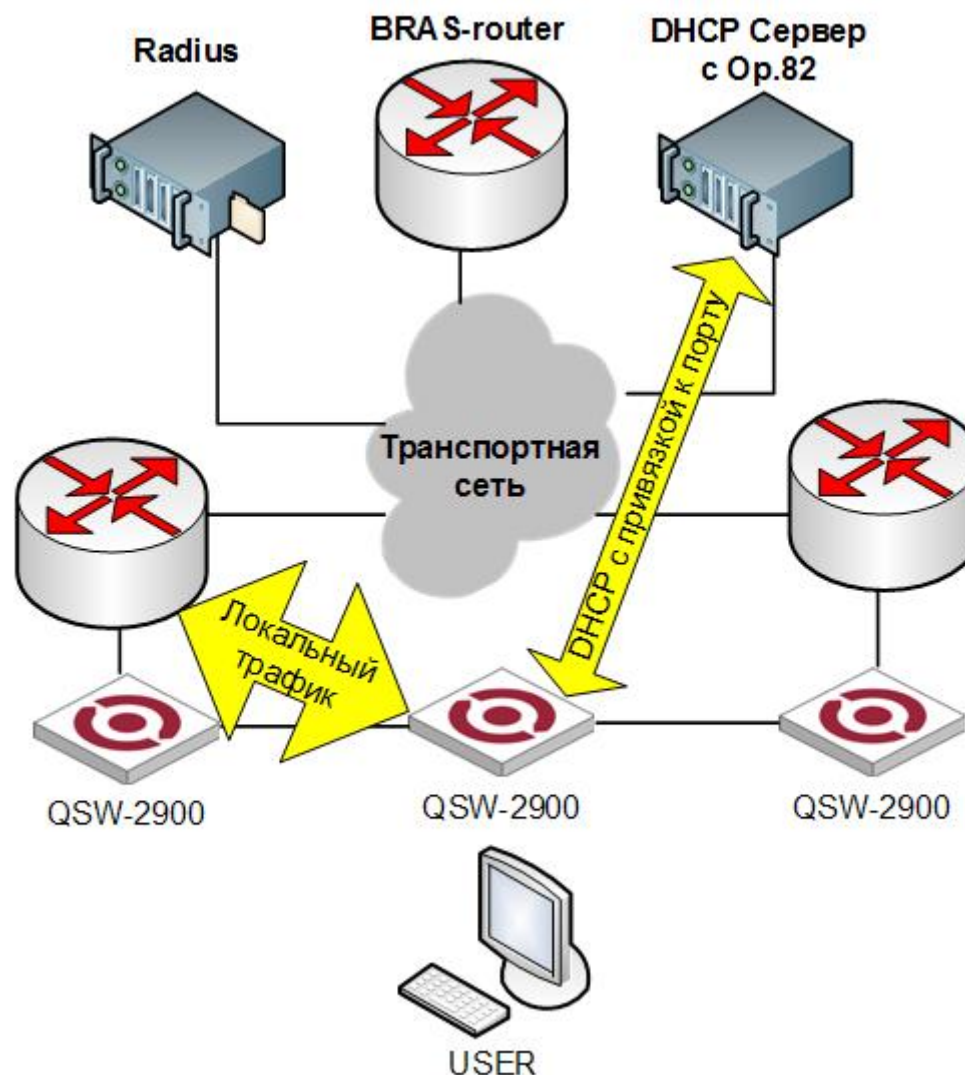 Radius
BRAS-router
DHCP Сервер
с Op.82
Транспортная
сеть
DHCP с привязкой к порту
Локальный
трафик
QSW-2900
QSW-2900
QSW-2900
USER